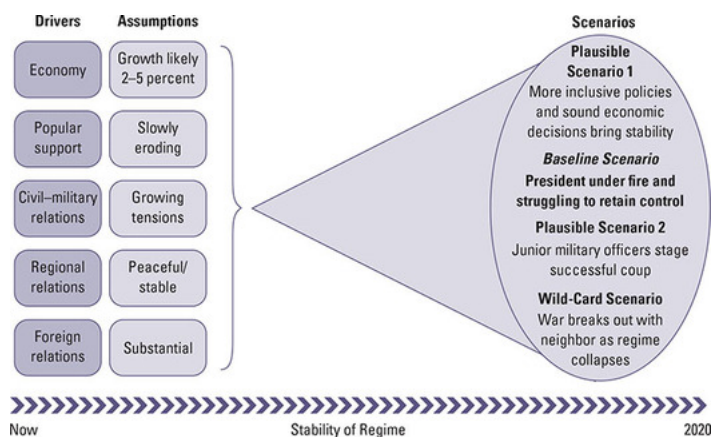 Drivers
Assumptions
Scenarios
Economy
Growth likely
2–5 percent
Popular
support
Slowly
eroding
Civil–military
relations
Growing
tensions
Regional
relations
Peaceful/
stable
Foreign
relations
Substantial
Plausible
Scenario 1
More inclusive policies
and sound economic
decisions bring stability
Baseline Scenario
President under fire and
struggling to retain control
Plausible Scenario 2
Junior military officers stage
successful coup
Wild-Card Scenario
War breaks out with
neighbor as regime
collapses
Now
Stability of Regime
2020